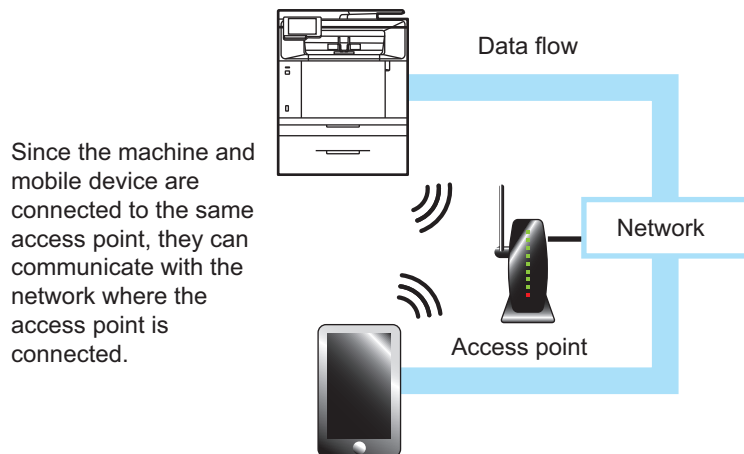 Data flow
Since the machine and
mobile device are
connected to the same
access point, they can
communicate with the
network where the
access point is
connected.
Network
Access point